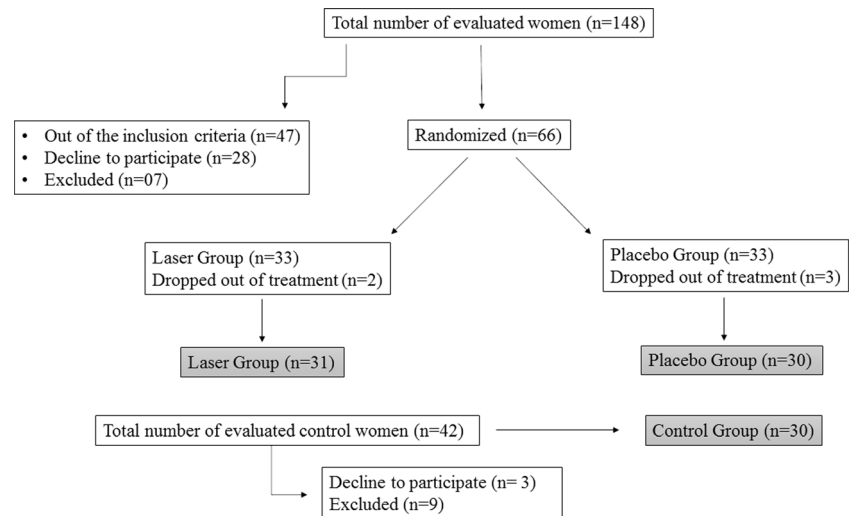 Total number of evaluated women (n=148)
• Out of the inclusion criteria (n=47)
• Decline to participate (n=28)
• Excluded (n=07)
Randomized (n=66)
Laser Group (n=33)
Dropped out of treatment (n=2)
Placebo Group (n=33)
Dropped out of treatment (n=3)
Laser Group (n=31)
Placebo Group (n=30)
Total number of evaluated control women (n=42)
Control Group (n=30)
Decline to participate (n= 3)
Excluded (n=9)